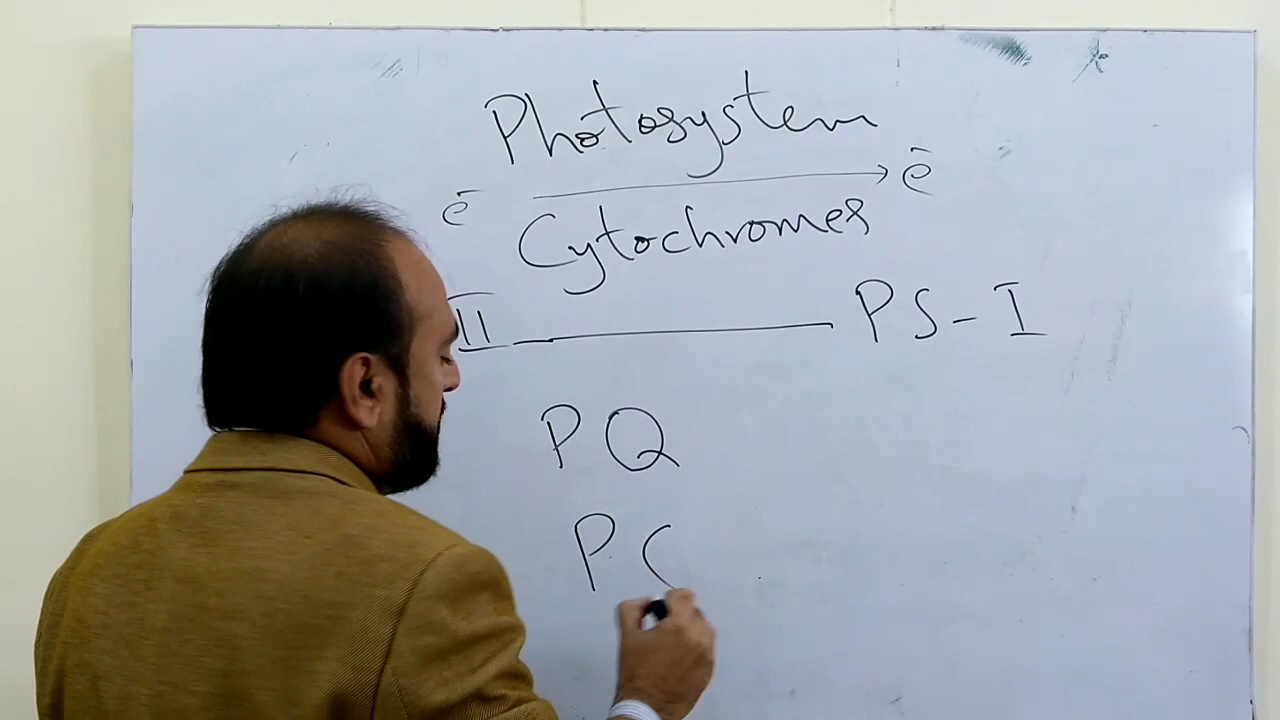 Photosystem
ē → ē
Cytochromes
II — PS-I
PQ
PC